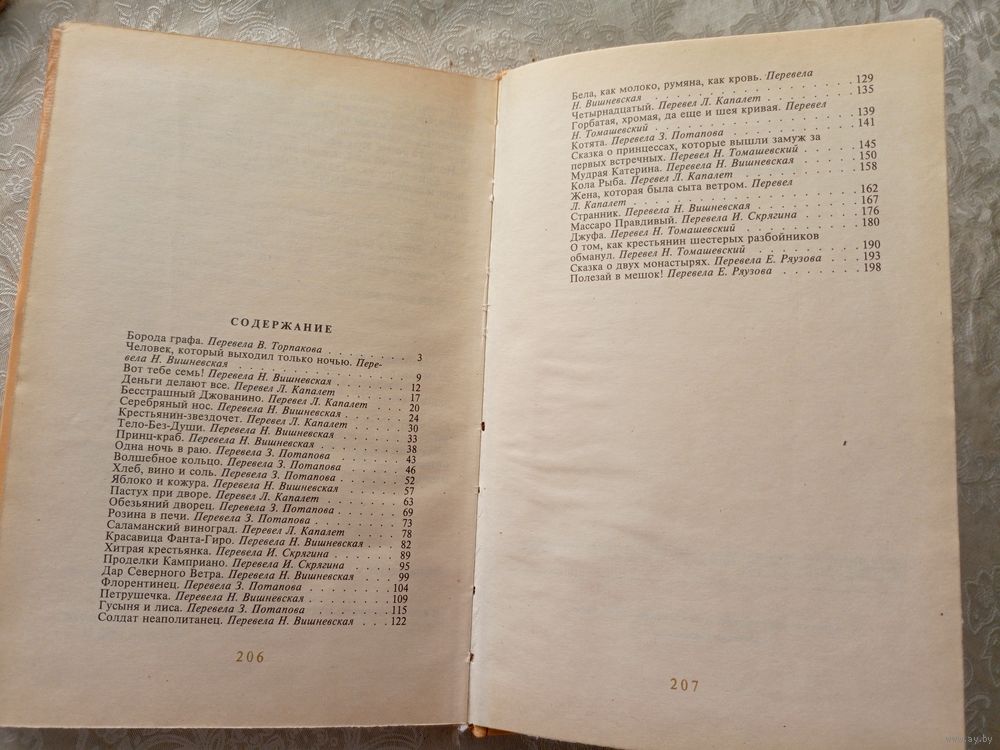 СОДЕРЖАНИЕ
Борода графа. Перевела В. Торпакова . . . . . . . . 3
Человек, который выходил только ночью. Пере-
вела Н. Вишневская . . . . . . . . . . . . . . . 9
Вот тебе семь! Перевела Н. Вишневская . . . . . . . 12
Деньги делают все. Перевел Л. Капалет . . . . . . . 17
Бесстрашный Джованино. Перевел Л. Капалет . . . . 20
Серебряный нос. Перевела Н. Вишневская . . . . . . 24
Крестьянин-звездочет. Перевел Л. Капалет . . . . . . 30
Тело-Без-Души. Перевела Н. Вишневская . . . . . . . 33
Принц-краб. Перевела Н. Вишневская . . . . . . . . 38
Одна ночь в раю. Перевела З. Потапова . . . . . . . 43
Волшебное кольцо. Перевела З. Потапова . . . . . . 46
Хлеб, вино и соль. Перевела З. Потапова . . . . . . 52
Яблоко и кожура. Перевела Н. Вишневская . . . . . . 57
Пастух при дворе. Перевел Л. Капалет . . . . . . . . 63
Обезьяний дворец. Перевела З. Потапова . . . . . . . 69
Розина в печи. Перевела З. Потапова . . . . . . . . 73
Саламанский виноград. Перевел Л. Капалет . . . . . 78
Красавица Фанта-Гиро. Перевела Н. Вишневская . . . 82
Хитрая крестьянка. Перевела И. Скрягина . . . . . . 89
Проделки Камприано. Перевела И. Скрягина . . . . . 95
Дар Северного Ветра. Перевела Н. Вишневская . . . . 99
Флорентинец. Перевела З. Потапова . . . . . . . . . 104
Петрушечка. Перевела Н. Вишневская . . . . . . . . 109
Гусыня и лиса. Перевела З. Потапова . . . . . . . . 115
Солдат неаполитанец. Перевела Н. Вишневская . . . 122
206
Бела, как молоко, румяна, как кровь. Перевела
Н. Вишневская . . . . . . . . . . . . . . . . . 129
Четырнадцатый. Перевел Л. Капалет . . . . . . . . 135
Горбатая, хромая, да еще и шея кривая. Перевел
Н. Томашевский . . . . . . . . . . . . . . . . . 139
Котята. Перевела З. Потапова . . . . . . . . . . . 141
Сказка о принцессах, которые вышли замуж за
первых встречных. Перевел Н. Томашевский . . . . . 145
Мудрая Катерина. Перевела Н. Вишневская . . . . . 150
Кола Рыба. Перевел Л. Капалет . . . . . . . . . . 158
Жена, которая была сыта ветром. Перевел
Л. Капалет . . . . . . . . . . . . . . . . . . . 162
Странник. Перевела Н. Вишневская . . . . . . . . . 167
Массаро Правдивый. Перевела И. Скрягина . . . . . 176
Джуфа. Перевел Н. Томашевский . . . . . . . . . . 180
О том, как крестьянин шестерых разбойников
обманул. Перевел Н. Томашевский . . . . . . . . . 190
Сказка о двух монастырях. Перевела Е. Ряузова . . . 193
Полезай в мешок! Перевела Е. Ряузова . . . . . . . 198
207
www.ay.by